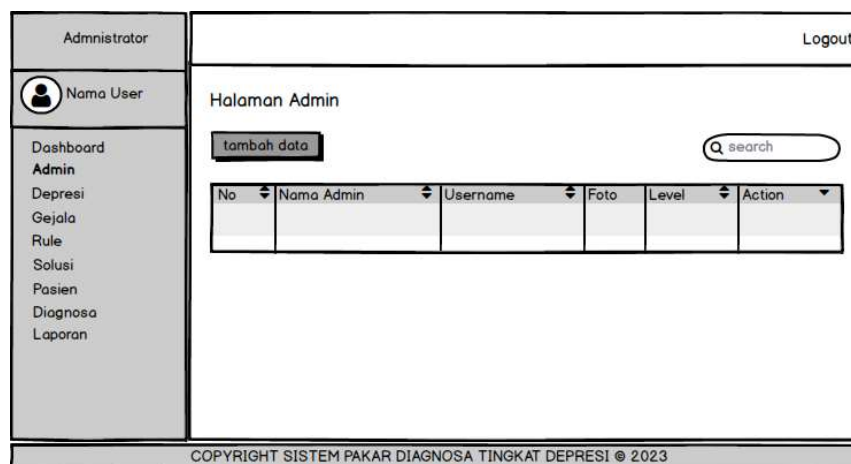 Admnistrator
Logout
Nama User
Halaman Admin
tambah data
search
Dashboard
Admin
Depresi
Gejala
Rule
Solusi
Pasien
Diagnosa
Laporan
No Nama Admin Username Foto Level Action
COPYRIGHT SISTEM PAKAR DIAGNOSA TINGKAT DEPRESI © 2023